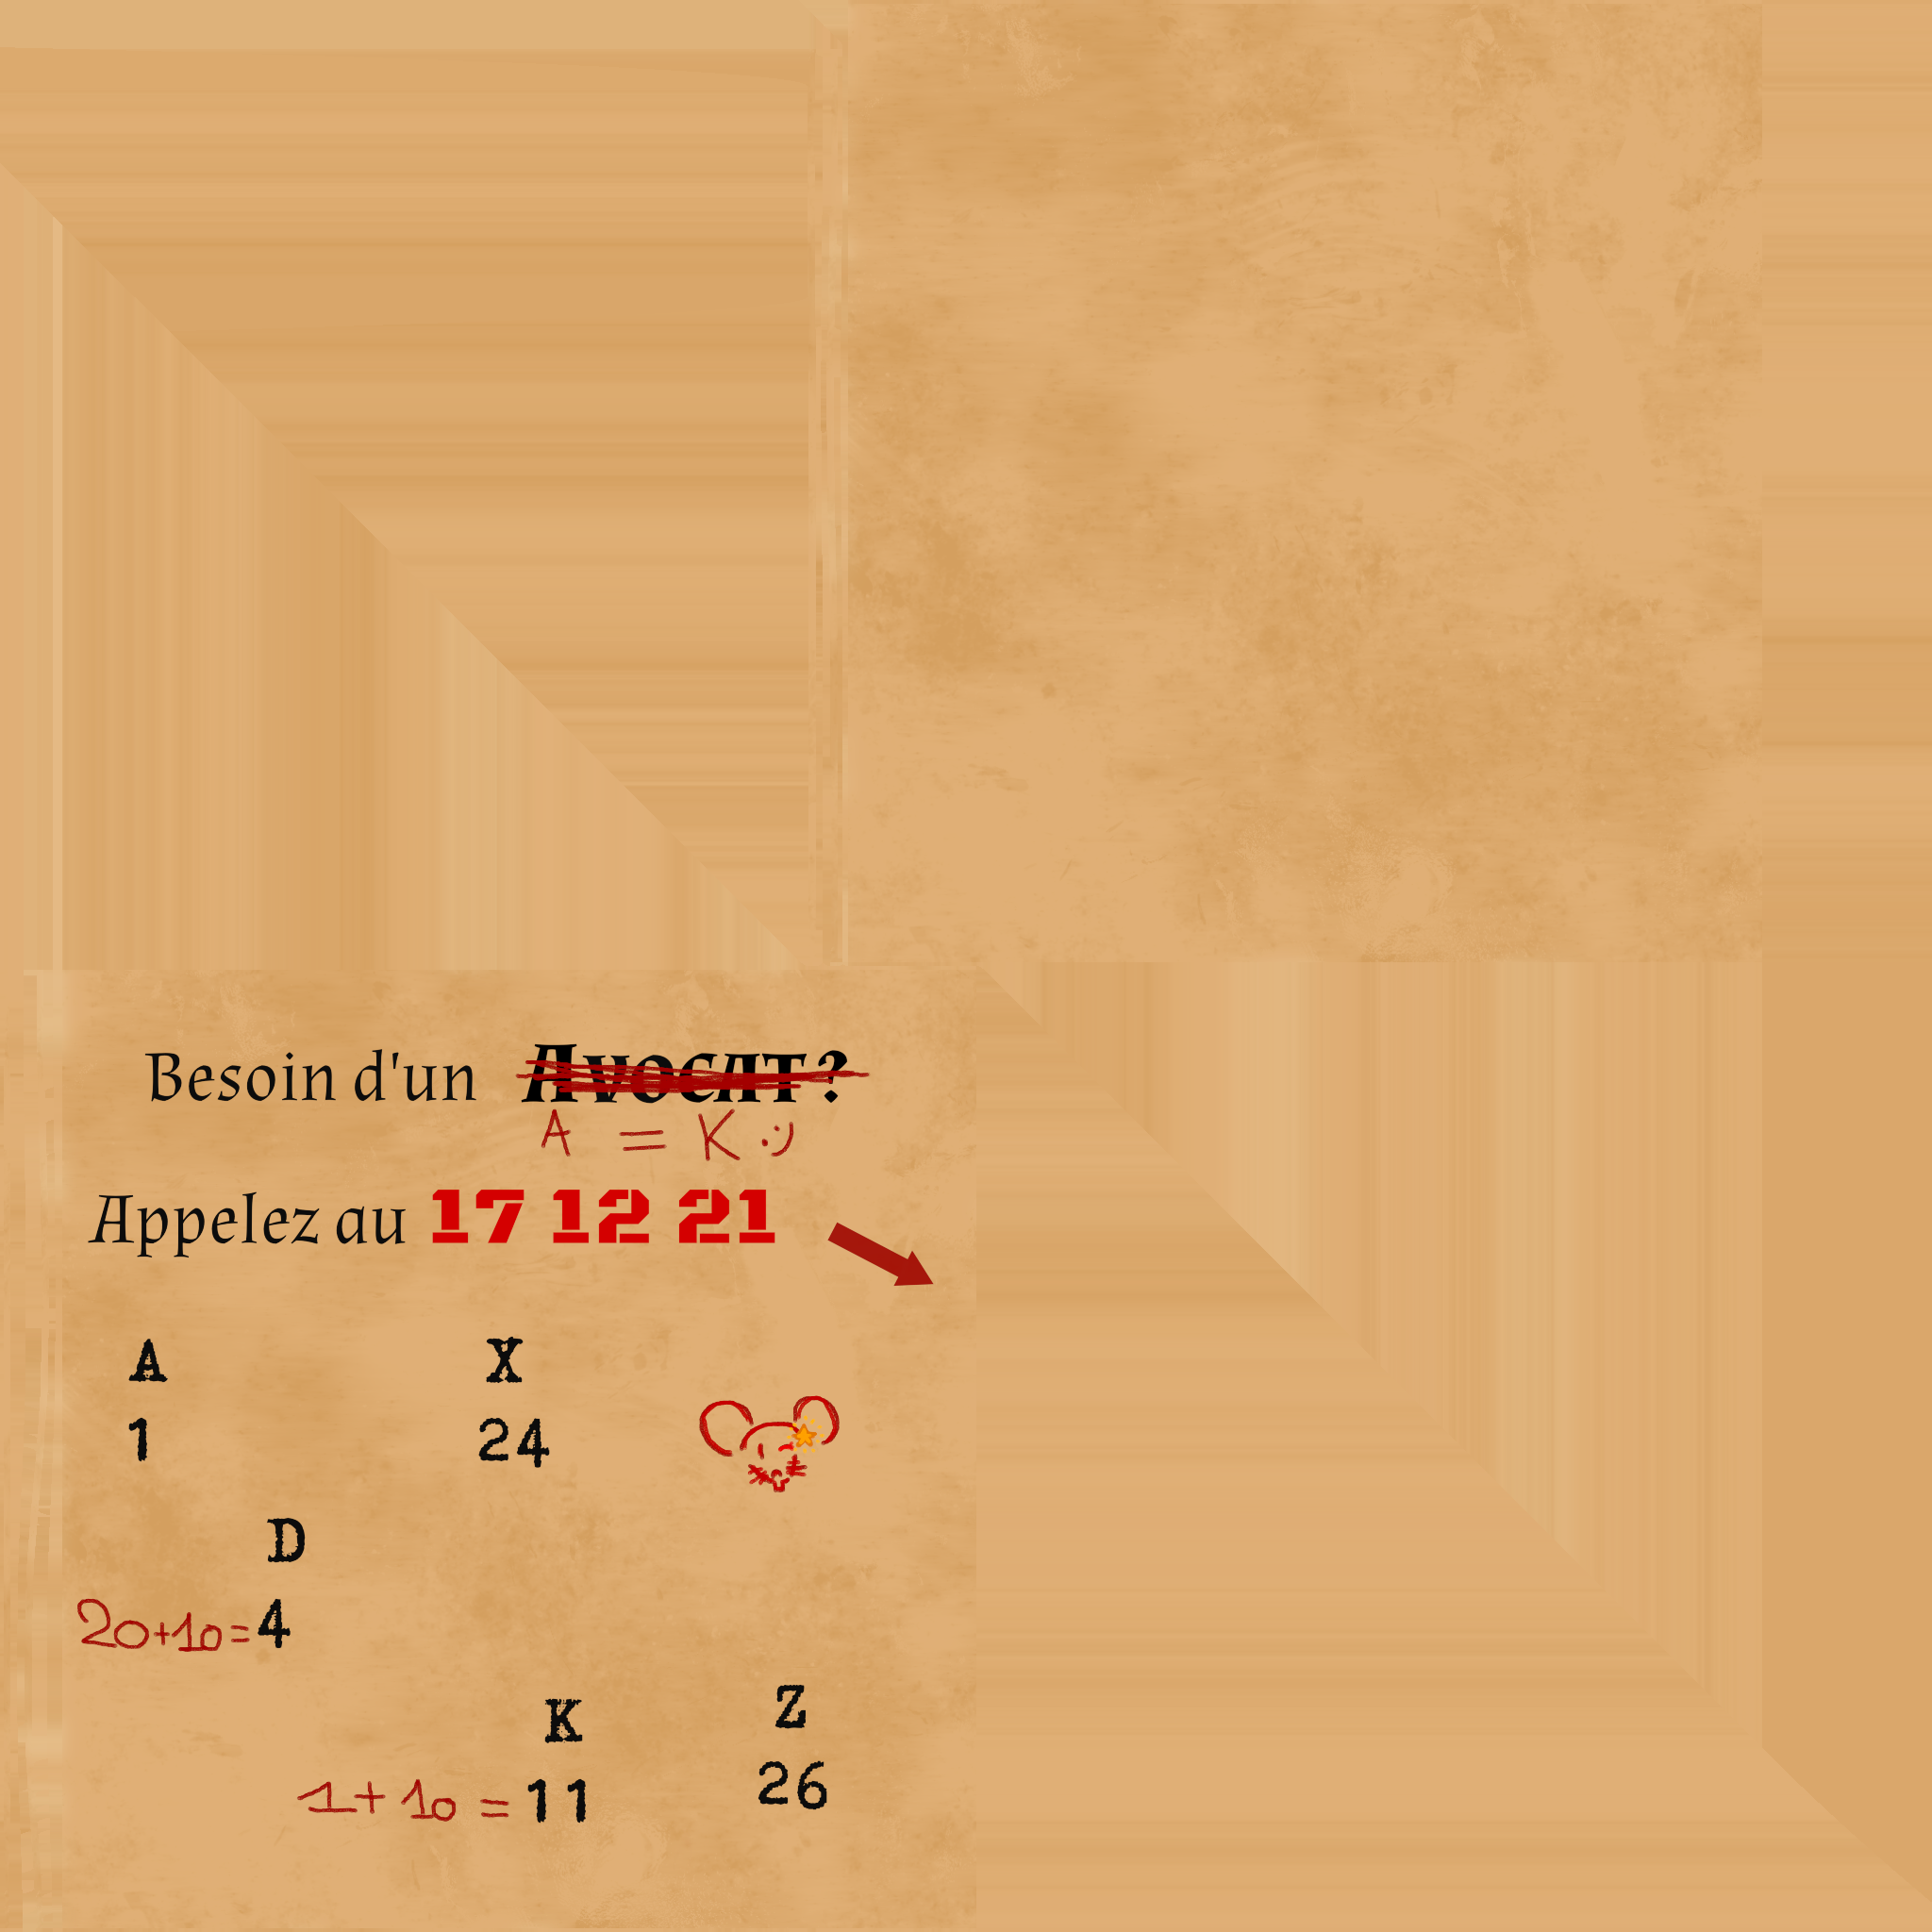 Besoin d'un Avocat ?
A = K :)
Appelez au 17 12 21
A X
1 24
D
20+10=4
K Z
1+10=11 26